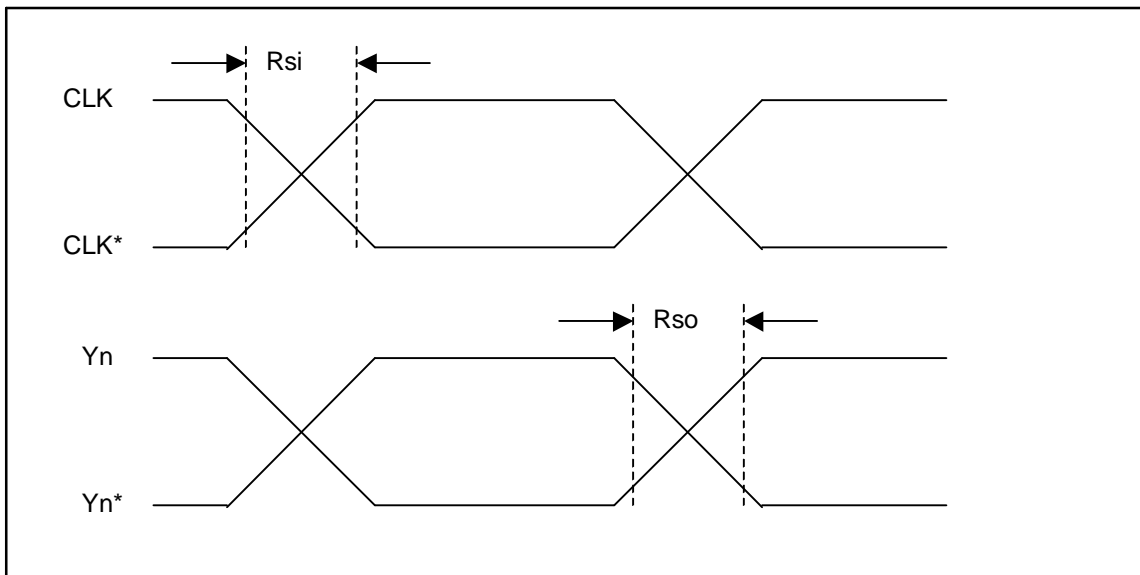 Rsi
CLK
CLK*
Rso
Yn
Yn*